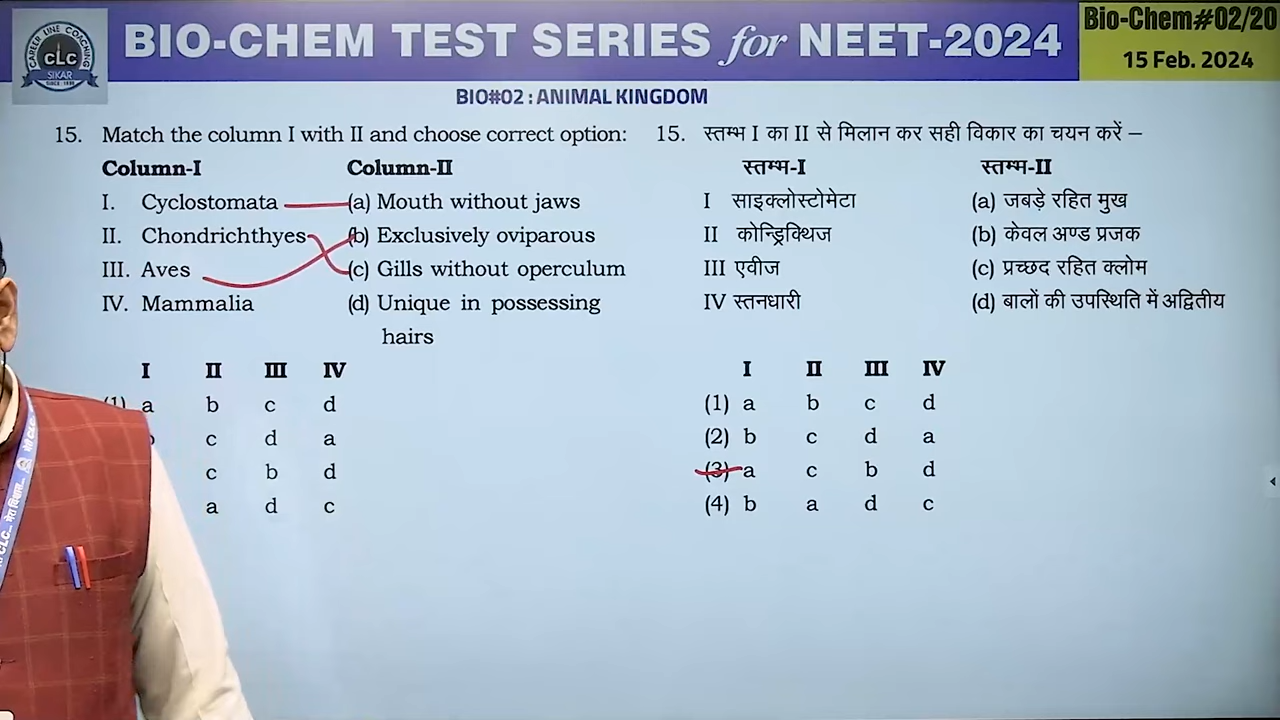 CAREER LINE COACHING
CLC
SIKAR
BIO-CHEM TEST SERIES for NEET-2024
Bio-Chem#02/20
15 Feb. 2024
BIO#02 : ANIMAL KINGDOM
15. Match the column I with II and choose correct option:
Column-I Column-II
I. Cyclostomata (a) Mouth without jaws
II. Chondrichthyes (b) Exclusively oviparous
III. Aves (c) Gills without operculum
IV. Mammalia (d) Unique in possessing
hairs
I II III IV
(1) a b c d
c d a
c b d
a d c
15. स्तम्भ I का II से मिलान कर सही विकार का चयन करें –
स्तम्भ-I स्तम्भ-II
I साइक्लोस्टोमेटा (a) जबड़े रहित मुख
II कोन्ड्रिक्थिज (b) केवल अण्ड प्रजक
III एवीज (c) प्रच्छद रहित क्लोम
IV स्तनधारी (d) बालों की उपस्थिति में अद्वितीय
I II III IV
(1) a b c d
(2) b c d a
(3) a c b d
(4) b a d c